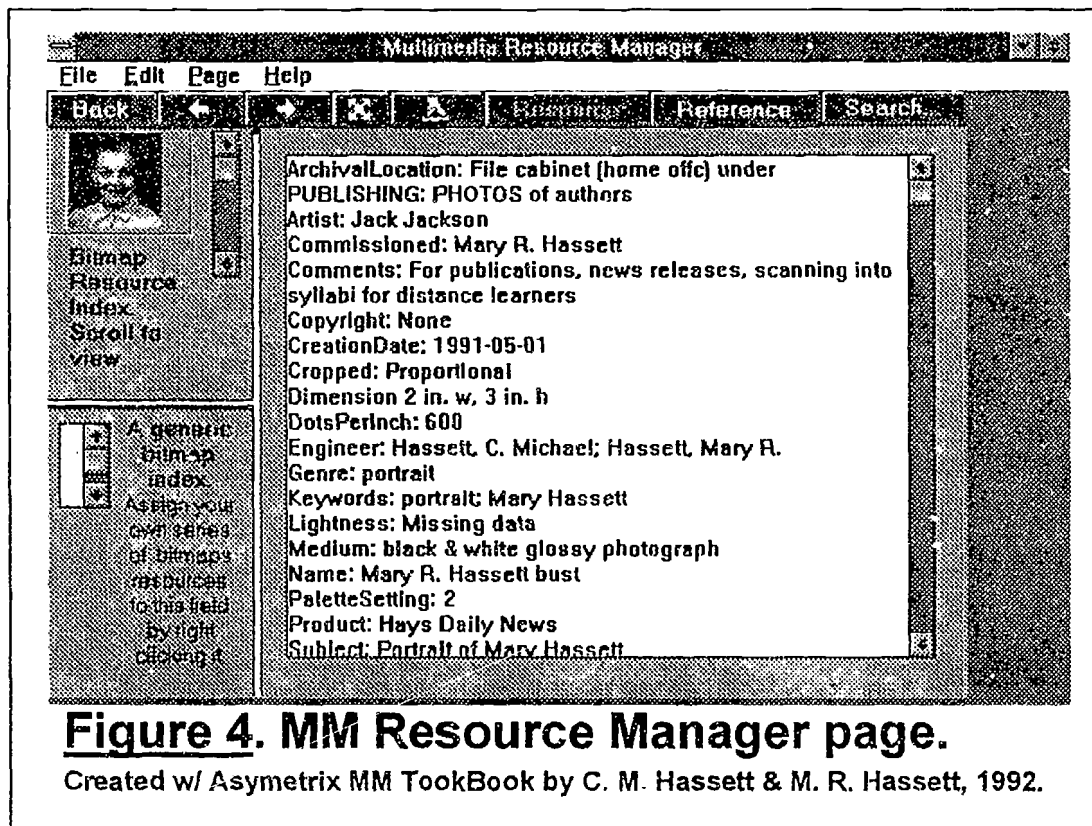 Multimedia Resource Manager
File Edit Page Help
Back Resource Reference Search
Bitmap
Resource
Index.
Scroll to
view
A generic
bitmap
index.
Assign your
own series
of bitmaps
resources
to this field
by right
clicking it
ArchivalLocation: File cabinet (home offc) under
PUBLISHING: PHOTOS of authors
Artist: Jack Jackson
Commissioned: Mary R. Hassett
Comments: For publications, news releases, scanning into
syllabi for distance learners
Copyright: None
CreationDate: 1991-05-01
Cropped: Proportional
Dimension 2 in. w, 3 in. h
DotsPerInch: 600
Engineer: Hassett, C. Michael; Hassett, Mary R.
Genre: portrait
Keywords: portrait; Mary Hassett
Lightness: Missing data
Medium: black & white glossy photograph
Name: Mary R. Hassett bust
PaletteSetting: 2
Product: Hays Daily News
Subject: Portrait of Mary Hassett
Figure 4. MM Resource Manager page.
Created w/ Asymetrix MM TookBook by C. M. Hassett & M. R. Hassett, 1992.